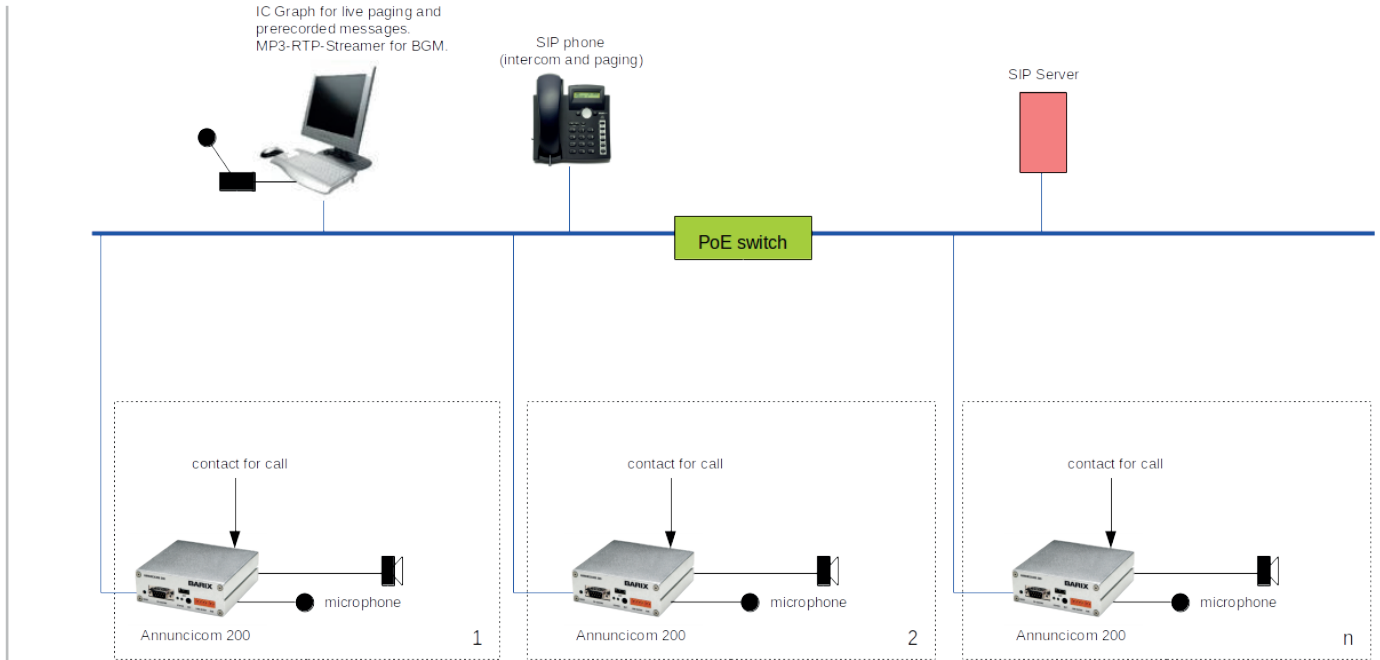 IC Graph for live paging and
prerecorded messages.
MP3-RTP-Streamer for BGM.
SIP phone
(intercom and paging)
SIP Server
PoE switch
contact for call
contact for call
contact for call
BARIX
BARIX
BARIX
microphone
microphone
microphone
Annuncicom 200
1
Annuncicom 200
2
Annuncicom 200
n